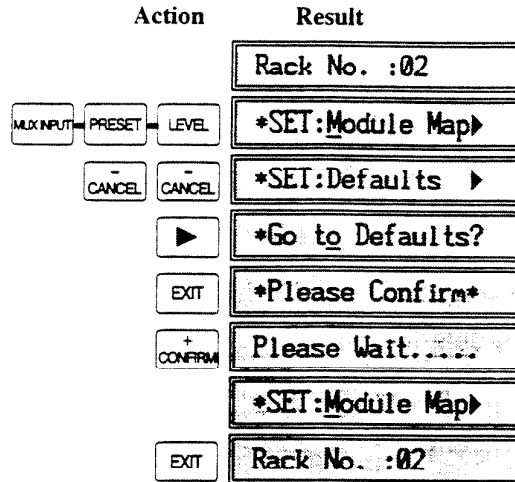 Action Result
Rack No. :02
MUX INPUT PRESET LEVEL *SET:Module Map▶
- CANCEL - CANCEL *SET:Defaults ▶
▶ *Go to Defaults?
EXIT *Please Confirm*
+ CONFIRM Please Wait.....
*SET:Module Map▶
EXIT Rack No. :02